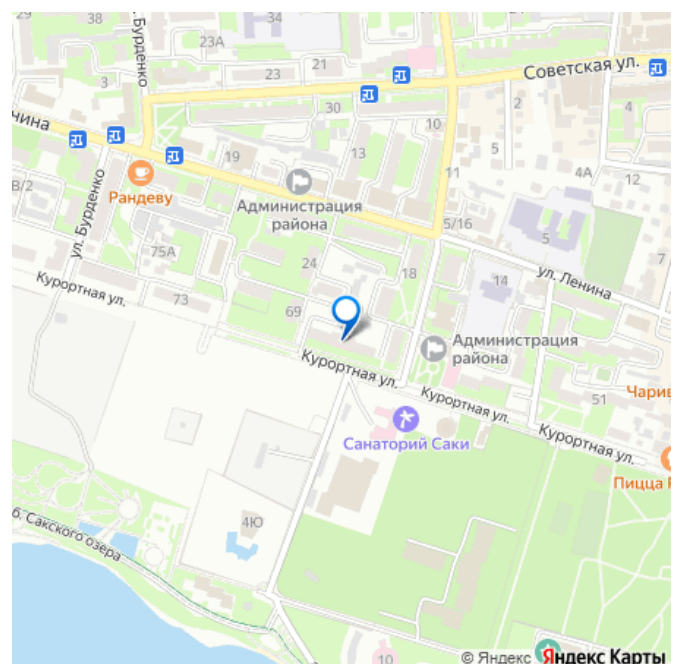 29
ул. Бурденко
23А
21
23
3
Советская ул.
30
2
4
10
13
5
чина
19
11
4А
12
В/2
Рандеву
Администрация
района
5/16
5
ул. Бурденко
75А
24
18
ул. Ленина
7
14
Курортная ул.
73
69
Администрация
района
Курортная ул.
Курортная ул.
Чарив
51
Курортная ул.
Санаторий Саки
Пицца
4Ю
б. Сакского озера
10
© Яндекс Яндекс Карты